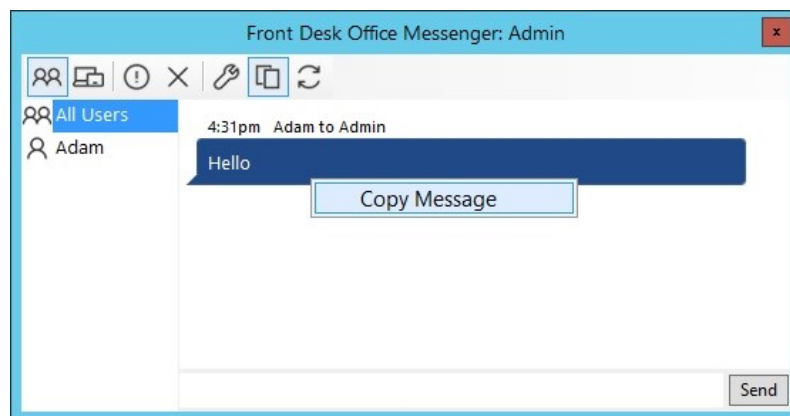 Front Desk Office Messenger: Admin
x
All Users
Adam
4:31pm Adam to Admin
Hello
Copy Message
Send